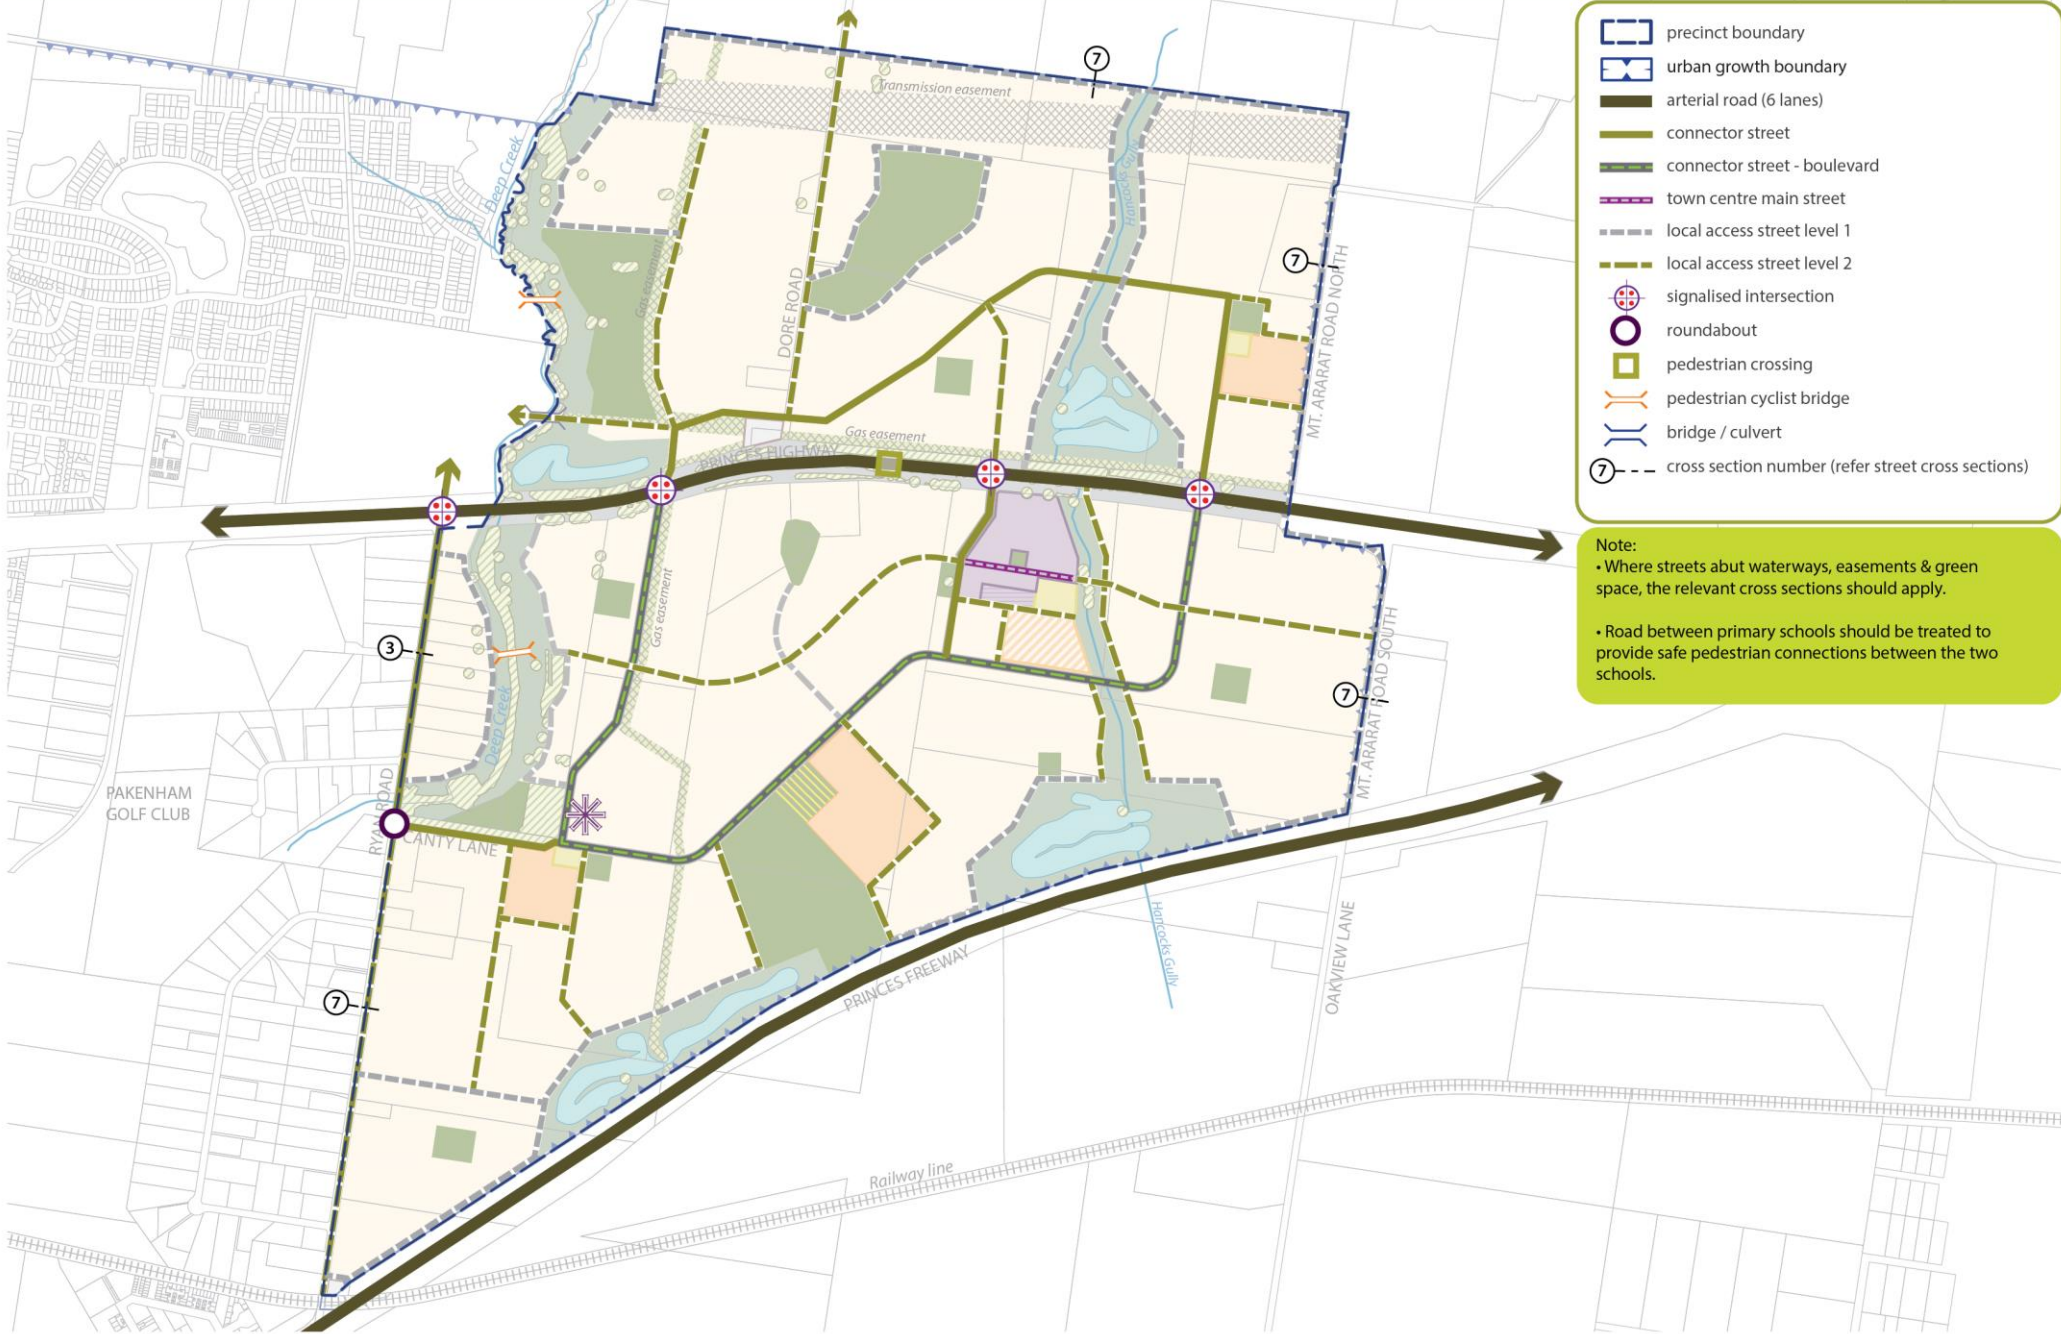 precinct boundary
urban growth boundary
arterial road (6 lanes)
connector street
connector street - boulevard
town centre main street
local access street level 1
local access street level 2
signalised intersection
roundabout
pedestrian crossing
pedestrian cyclist bridge
bridge / culvert
7
cross section number (refer street cross sections)
Note:
• Where streets abut waterways, easements & green
space, the relevant cross sections should apply.
• Road between primary schools should be treated to
provide safe pedestrian connections between the two
schools.
7
Transmission easement
Deep Creek
Hancocks Gully
7
MT. ARARAT ROAD NORTH
Gas easement
DORE ROAD
Gas easement
PRINCES HIGHWAY
Gas easement
3
Deep Creek
7
MT. ARARAT ROAD SOUTH
PAKENHAM
GOLF CLUB
RYAN ROAD
CANTY LANE
7
PRINCES FREEWAY
Hancocks Gully
OAKVIEW LANE
Railway line